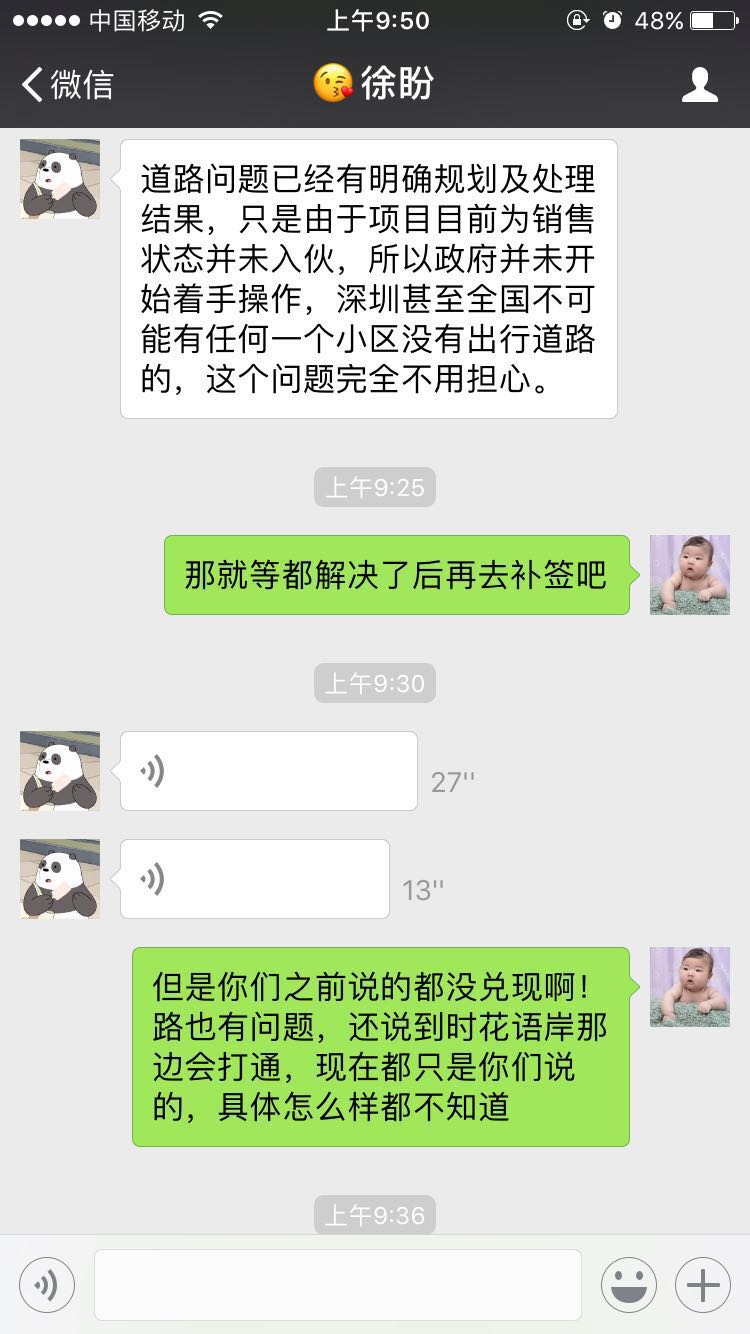 中国移动 上午9:50 48%
微信 徐盼
道路问题已经有明确规划及处理
结果，只是由于项目目前为销售
状态并未入伙，所以政府并未开
始着手操作，深圳甚至全国不可
能有任何一个小区没有出行道路
的，这个问题完全不用担心。
上午9:25
那就等都解决了后再去补签吧
上午9:30
27''
13''
但是你们之前说的都没兑现啊！
路也有问题，还说到时花语岸那
边会打通，现在都只是你们说
的，具体怎么样都不知道
上午9:36